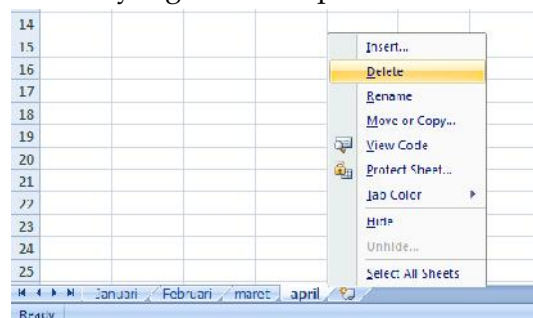 14
15
16
17
18
19
20
21
22
23
24
25
Insert...
Delete
Rename
Move or Copy...
View Code
Protect Sheet...
Tab Color
Hide
Unhide...
Select All Sheets
Januari Februari maret april
Ready